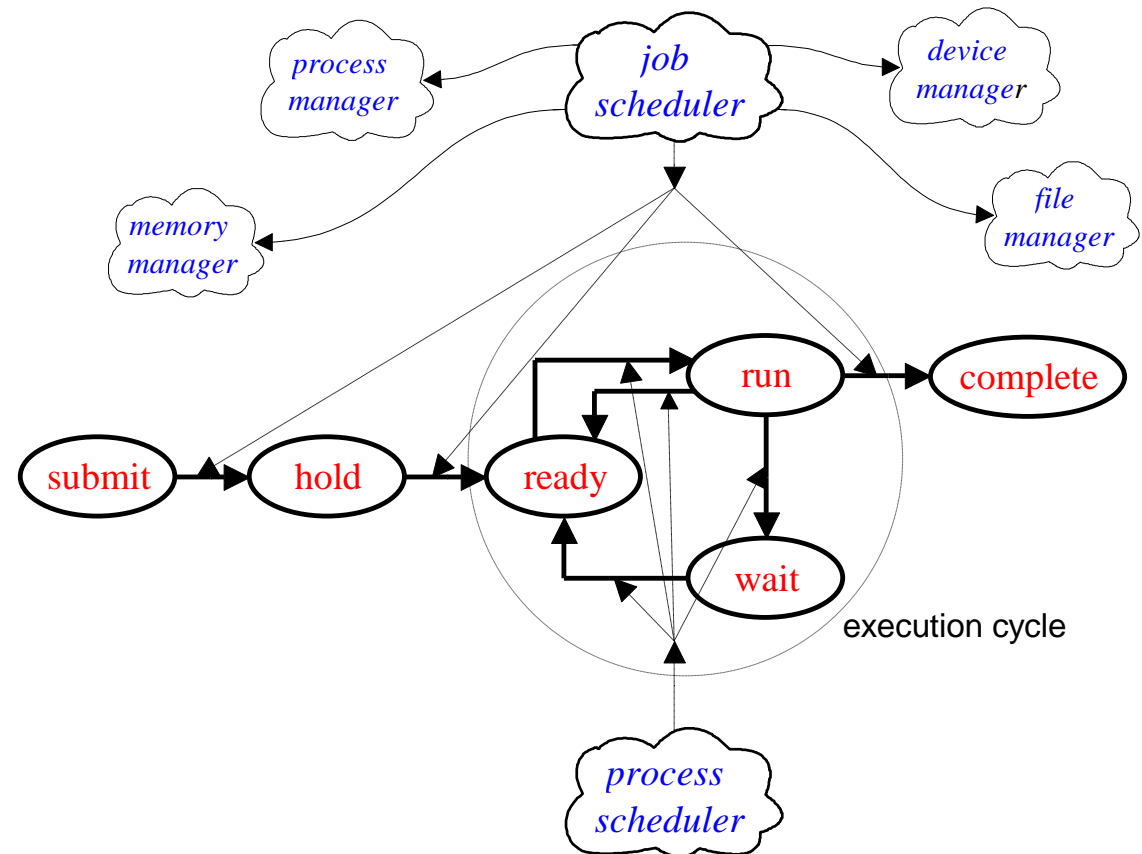 process
manager
job
scheduler
device
manager
memory
manager
file
manager
run
complete
submit
hold
ready
wait
execution cycle
process
scheduler